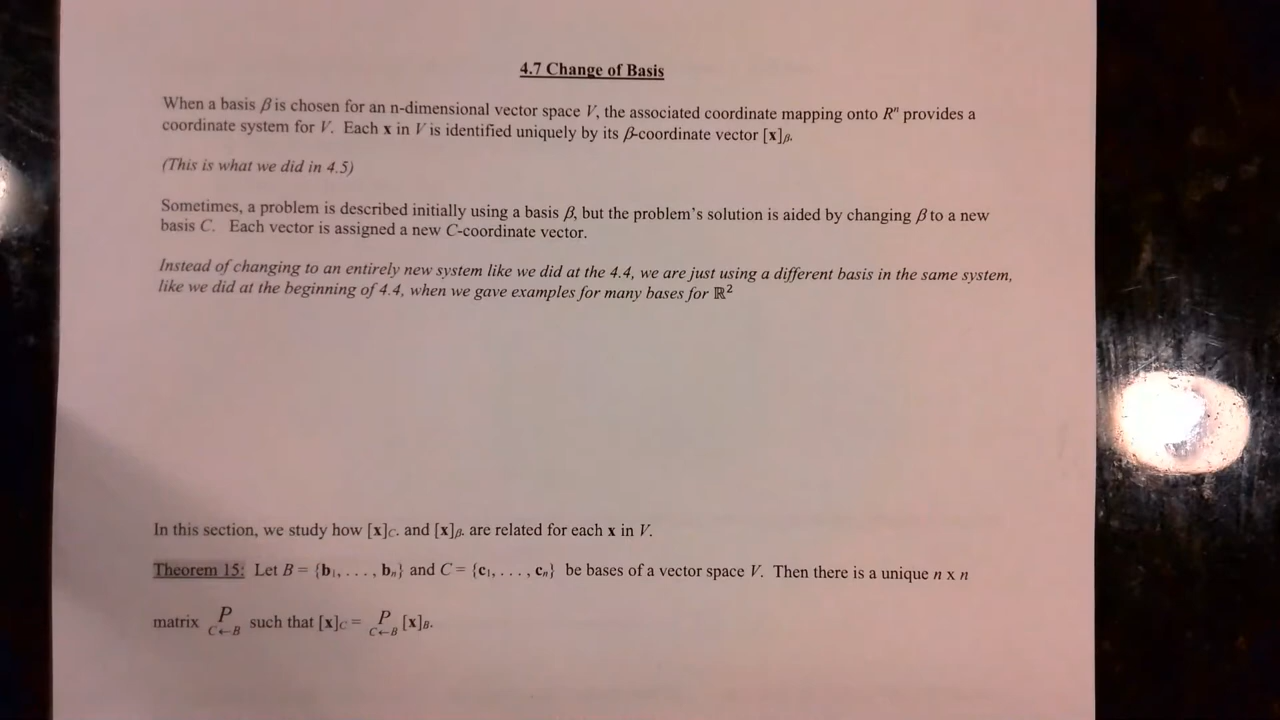 4.7 Change of Basis
When a basis β is chosen for an n-dimensional vector space V, the associated coordinate mapping onto Rⁿ provides a
coordinate system for V. Each x in V is identified uniquely by its β-coordinate vector [x]β.
(This is what we did in 4.5)
Sometimes, a problem is described initially using a basis β, but the problem's solution is aided by changing β to a new
basis C. Each vector is assigned a new C-coordinate vector.
Instead of changing to an entirely new system like we did at the 4.4, we are just using a different basis in the same system,
like we did at the beginning of 4.4, when we gave examples for many bases for ℝ²
In this section, we study how [x]C. and [x]β. are related for each x in V.
Theorem 15: Let B = {b₁, . . . , bₙ} and C = {c₁, . . . , cₙ} be bases of a vector space V. Then there is a unique n x n
matrix P C←B such that [x]C = P C←B [x]B.